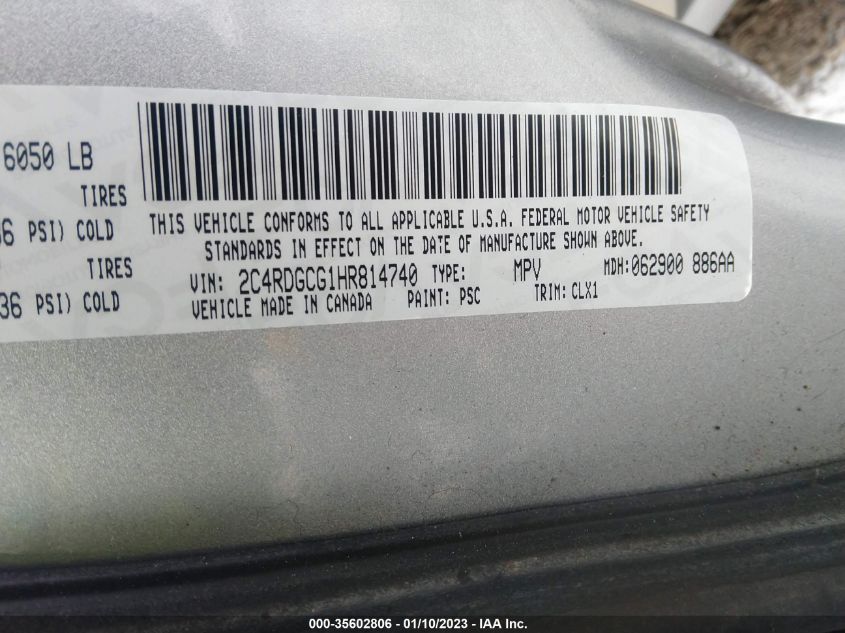 6050 LB
TIRES
36 PSI) COLD
TIRES
36 PSI) COLD
THIS VEHICLE CONFORMS TO ALL APPLICABLE U.S.A. FEDERAL MOTOR VEHICLE SAFETY
STANDARDS IN EFFECT ON THE DATE OF MANUFACTURE SHOWN ABOVE.
VIN: 2C4RDGCG1HR814740 TYPE: MPV MDH:062900 886AA
VEHICLE MADE IN CANADA PAINT: PSC TRIM:CLX1
000-35602806 - 01/10/2023 - IAA Inc.